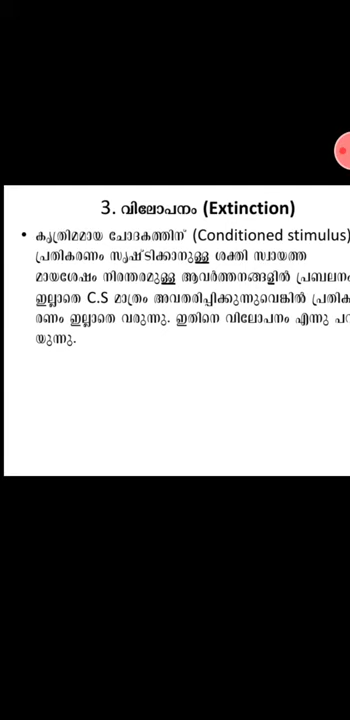 3. വിലോപനം (Extinction)
• കൃത്രിമമായ ചോദകത്തിന് (Conditioned stimulus)
പ്രതികരണം സൃഷ്ടിക്കാനുള്ള ശക്തി സ്വായത്ത
മായശേഷം നിരന്തരമുള്ള ആവർത്തനങ്ങളിൽ പ്രബലനം
ഇല്ലാതെ C.S മാത്രം അവതരിപ്പിക്കുന്നുവെങ്കിൽ പ്രതിക
രണം ഇല്ലാതെ വരുന്നു. ഇതിനെ വിലോപനം എന്നു പറ
യുന്നു.